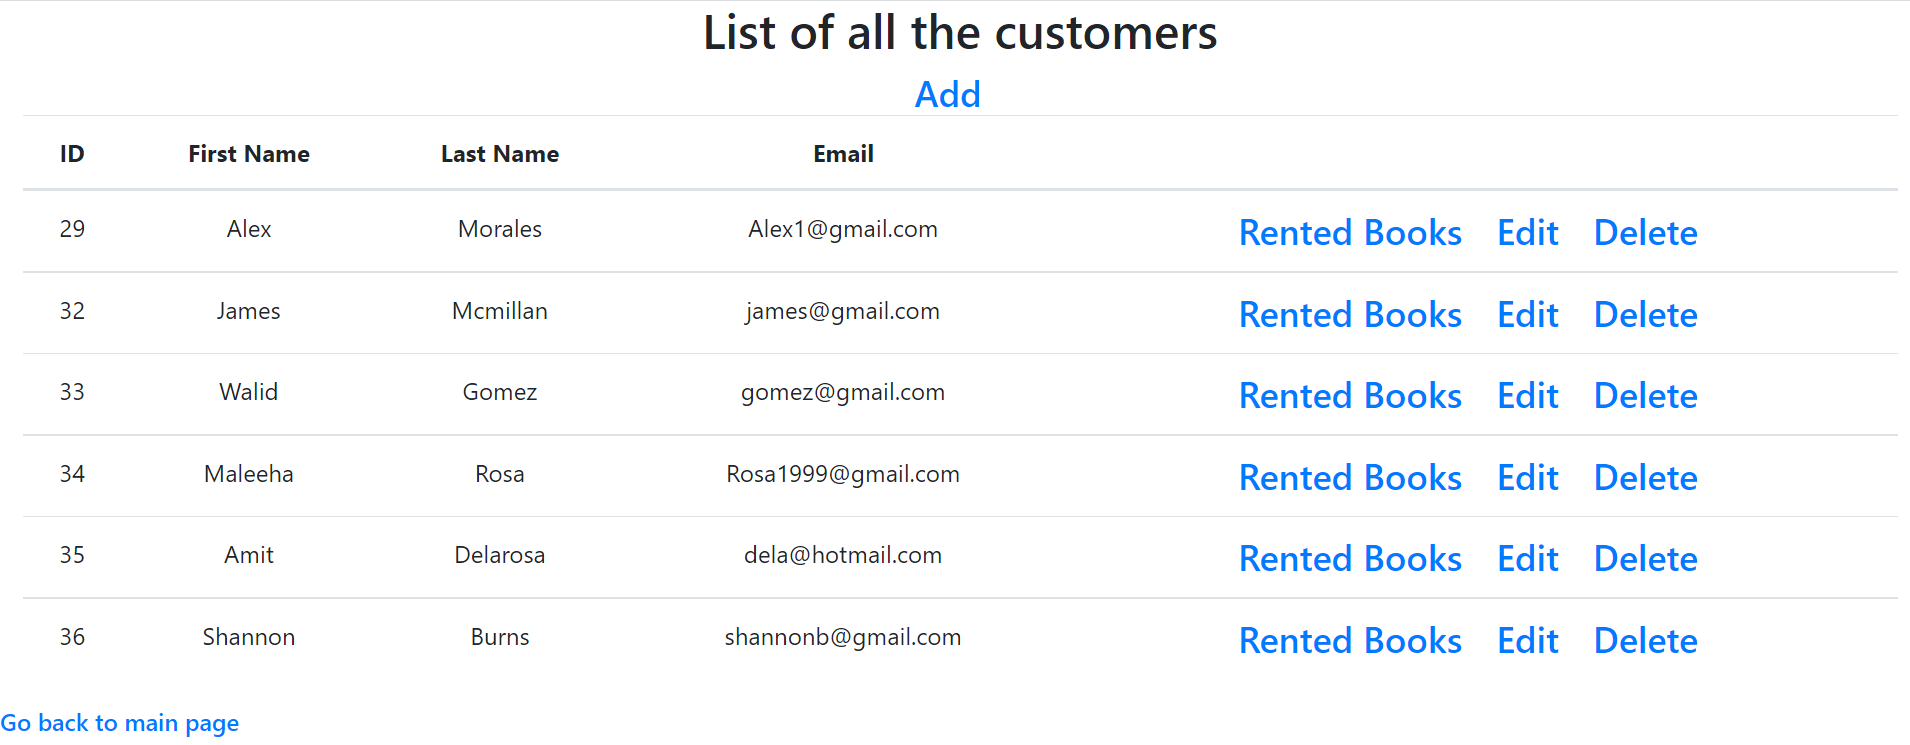 List of all the customers
Add
ID First Name Last Name Email
29 Alex Morales Alex1@gmail.com Rented Books Edit Delete
32 James Mcmillan james@gmail.com Rented Books Edit Delete
33 Walid Gomez gomez@gmail.com Rented Books Edit Delete
34 Maleeha Rosa Rosa1999@gmail.com Rented Books Edit Delete
35 Amit Delarosa dela@hotmail.com Rented Books Edit Delete
36 Shannon Burns shannonb@gmail.com Rented Books Edit Delete
Go back to main page